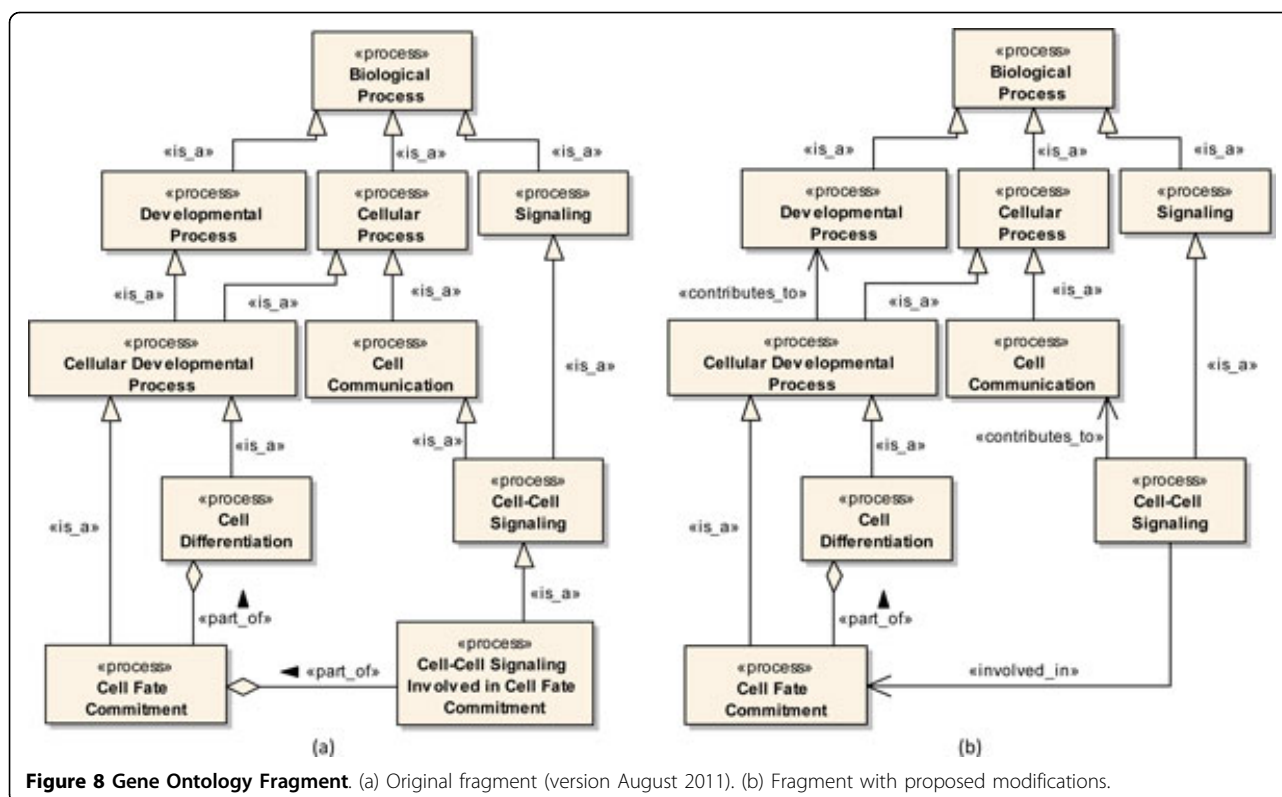 «process»
Biological
Process
«is_a»
«is_a»
«is_a»
«process»
Developmental
Process
«process»
Cellular
Process
«process»
Signaling
«is_a»
«is_a»
«is_a»
«process»
Cellular Developmental
Process
«process»
Cell
Communication
«is_a»
«is_a»
«is_a»
«process»
Cell-Cell
Signaling
«process»
Cell
Differentiation
«is_a»
«is_a»
«part_of»
«process»
Cell Fate
Commitment
«part_of»
«process»
Cell-Cell Signaling
Involved in Cell Fate
Commitment
(a)
«process»
Biological
Process
«is_a»
«is_a»
«is_a»
«process»
Developmental
Process
«process»
Cellular
Process
«process»
Signaling
«contributes_to»
«is_a»
«is_a»
«process»
Cellular Developmental
Process
«process»
Cell
Communication
«is_a»
«is_a»
«contributes_to»
«process»
Cell-Cell
Signaling
«process»
Cell
Differentiation
«is_a»
«part_of»
«process»
Cell Fate
Commitment
«involved_in»
(b)
Figure 8 Gene Ontology Fragment. (a) Original fragment (version August 2011). (b) Fragment with proposed modifications.